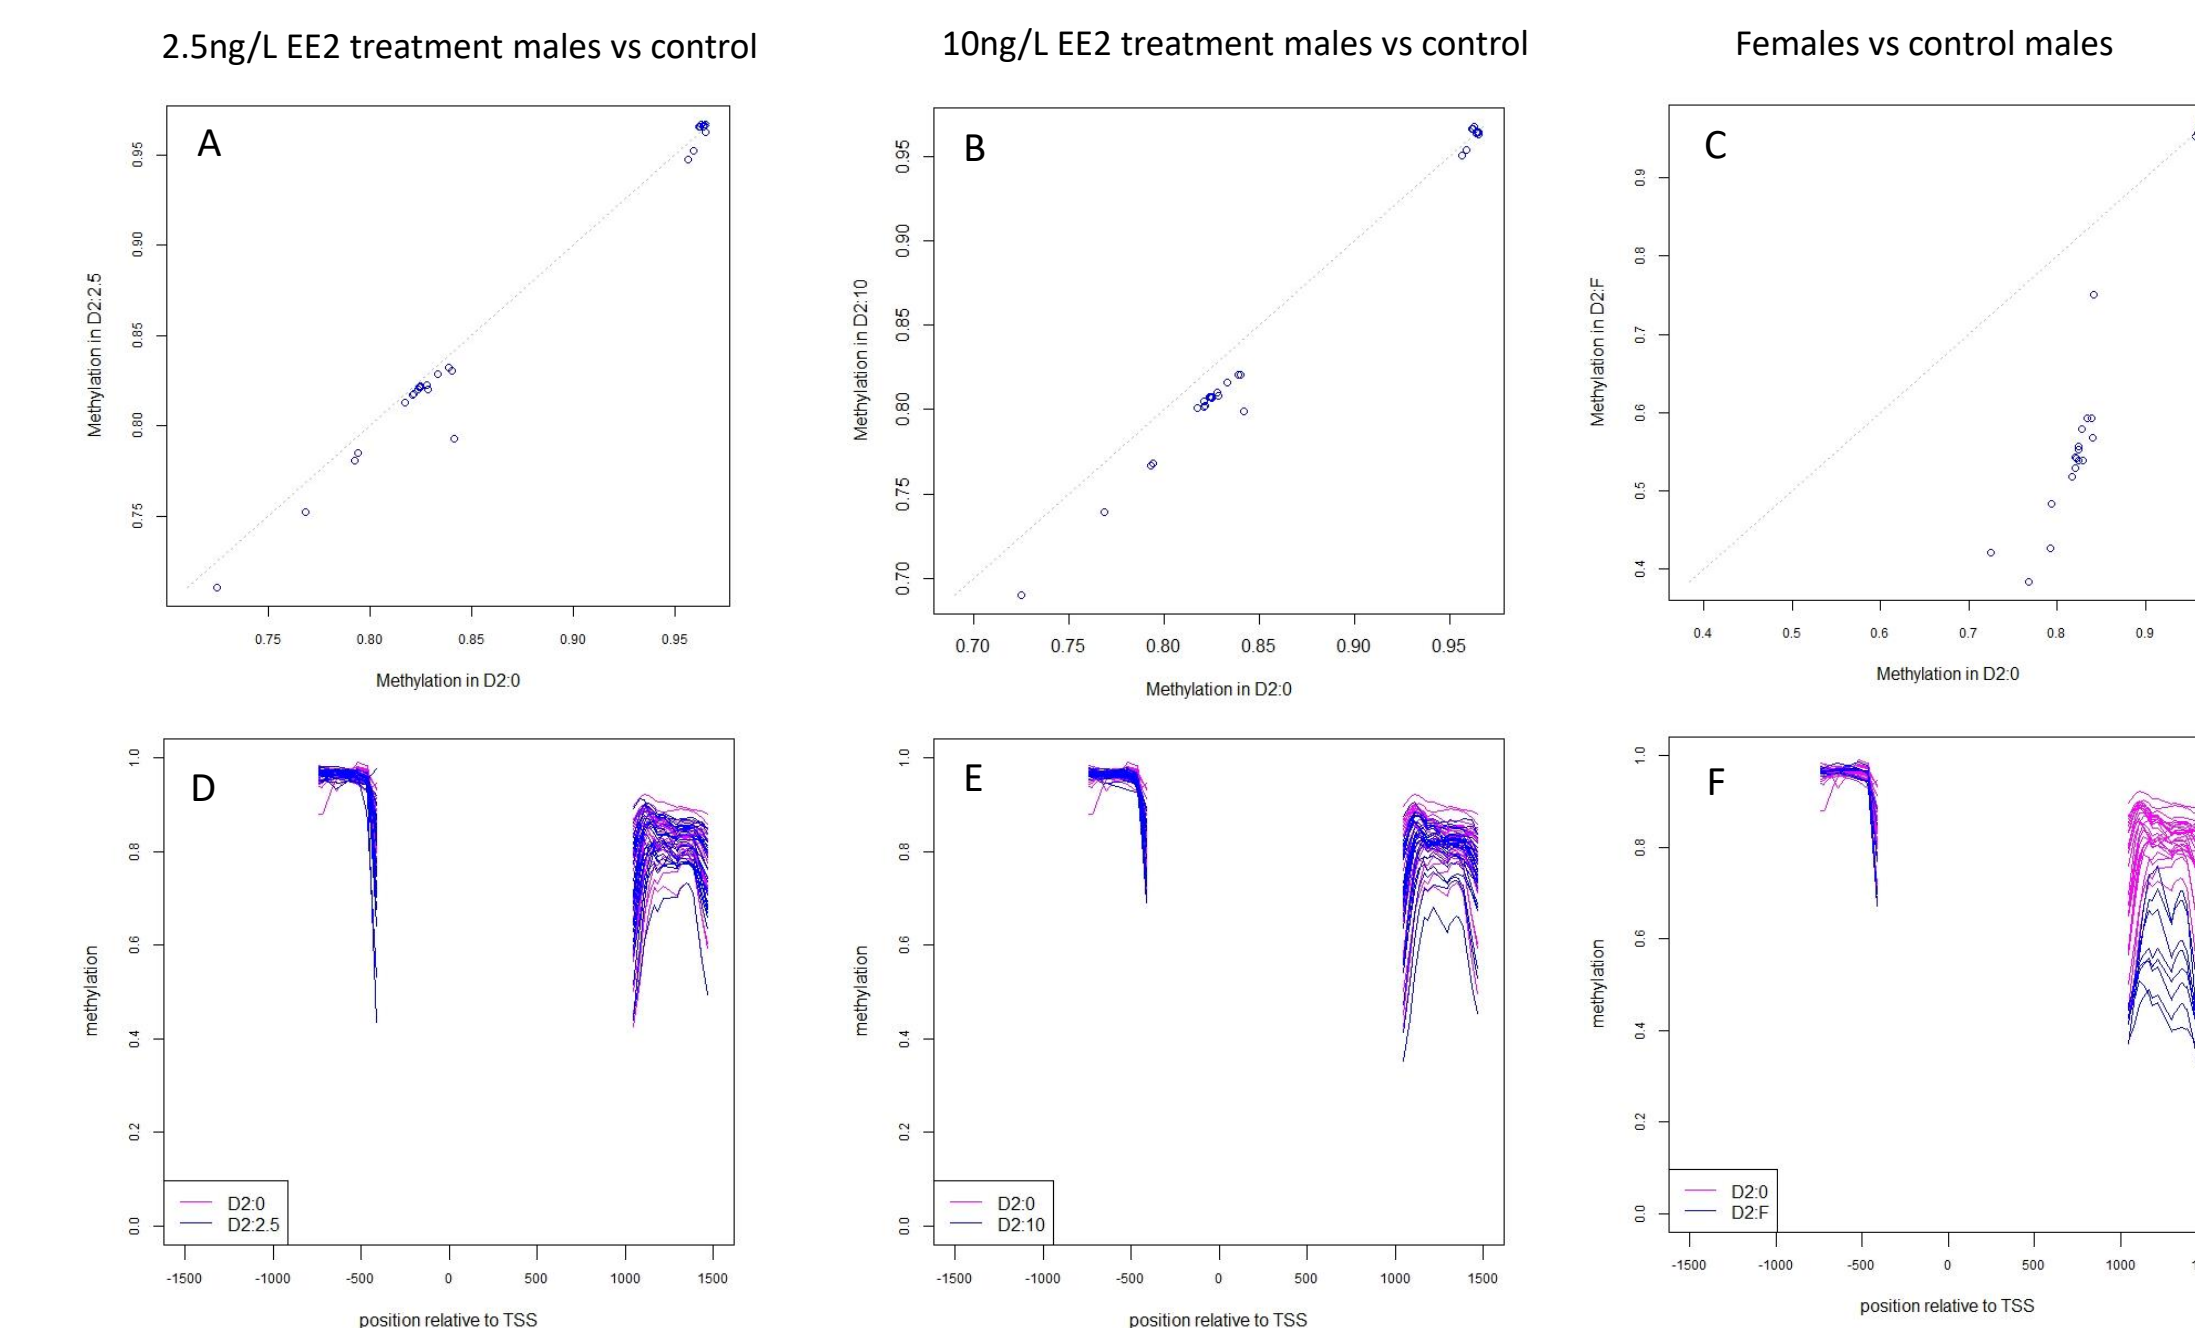 2.5ng/L EE2 treatment males vs control
10ng/L EE2 treatment males vs control
Females vs control males
A
Methylation in D2:2.5
0.95
0.90
0.85
0.80
0.75
0.75 0.80 0.85 0.90 0.95
Methylation in D2:0
B
Methylation in D2:10
0.95
0.90
0.85
0.80
0.75
0.70
0.70 0.75 0.80 0.85 0.90 0.95
Methylation in D2:0
C
Methylation in D2:F
0.9
0.8
0.7
0.6
0.5
0.4
0.4 0.5 0.6 0.7 0.8 0.9
Methylation in D2:0
D
methylation
1.0
0.8
0.6
0.4
0.2
0.0
D2:0
D2:2.5
-1500 -1000 -500 0 500 1000 1500
position relative to TSS
E
methylation
1.0
0.8
0.6
0.4
0.2
0.0
D2:0
D2:10
-1500 -1000 -500 0 500 1000 1500
position relative to TSS
F
methylation
1.0
0.8
0.6
0.4
0.2
0.0
D2:0
D2:F
-1500 -1000 -500 0 500 1000
position relative to TSS